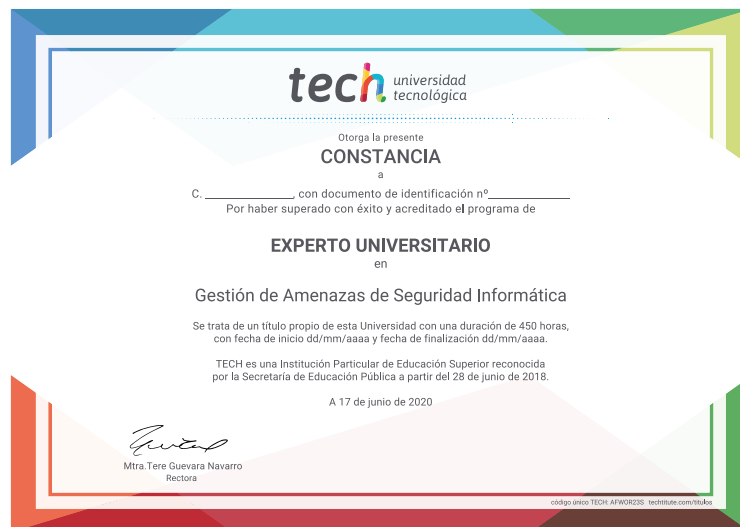 tech universidad
tecnológica
Otorga la presente
CONSTANCIA
a
C. ______________, con documento de identificación nº______________
Por haber superado con éxito y acreditado el programa de
EXPERTO UNIVERSITARIO
en
Gestión de Amenazas de Seguridad Informática
Se trata de un título propio de esta Universidad con una duración de 450 horas,
con fecha de inicio dd/mm/aaaa y fecha de finalización dd/mm/aaaa.
TECH es una Institución Particular de Educación Superior reconocida
por la Secretaría de Educación Pública a partir del 28 de junio de 2018.
A 17 de junio de 2020
Mtra.Tere Guevara Navarro
Rectora
código único TECH: AFWOR23S techtitute.com/titulos